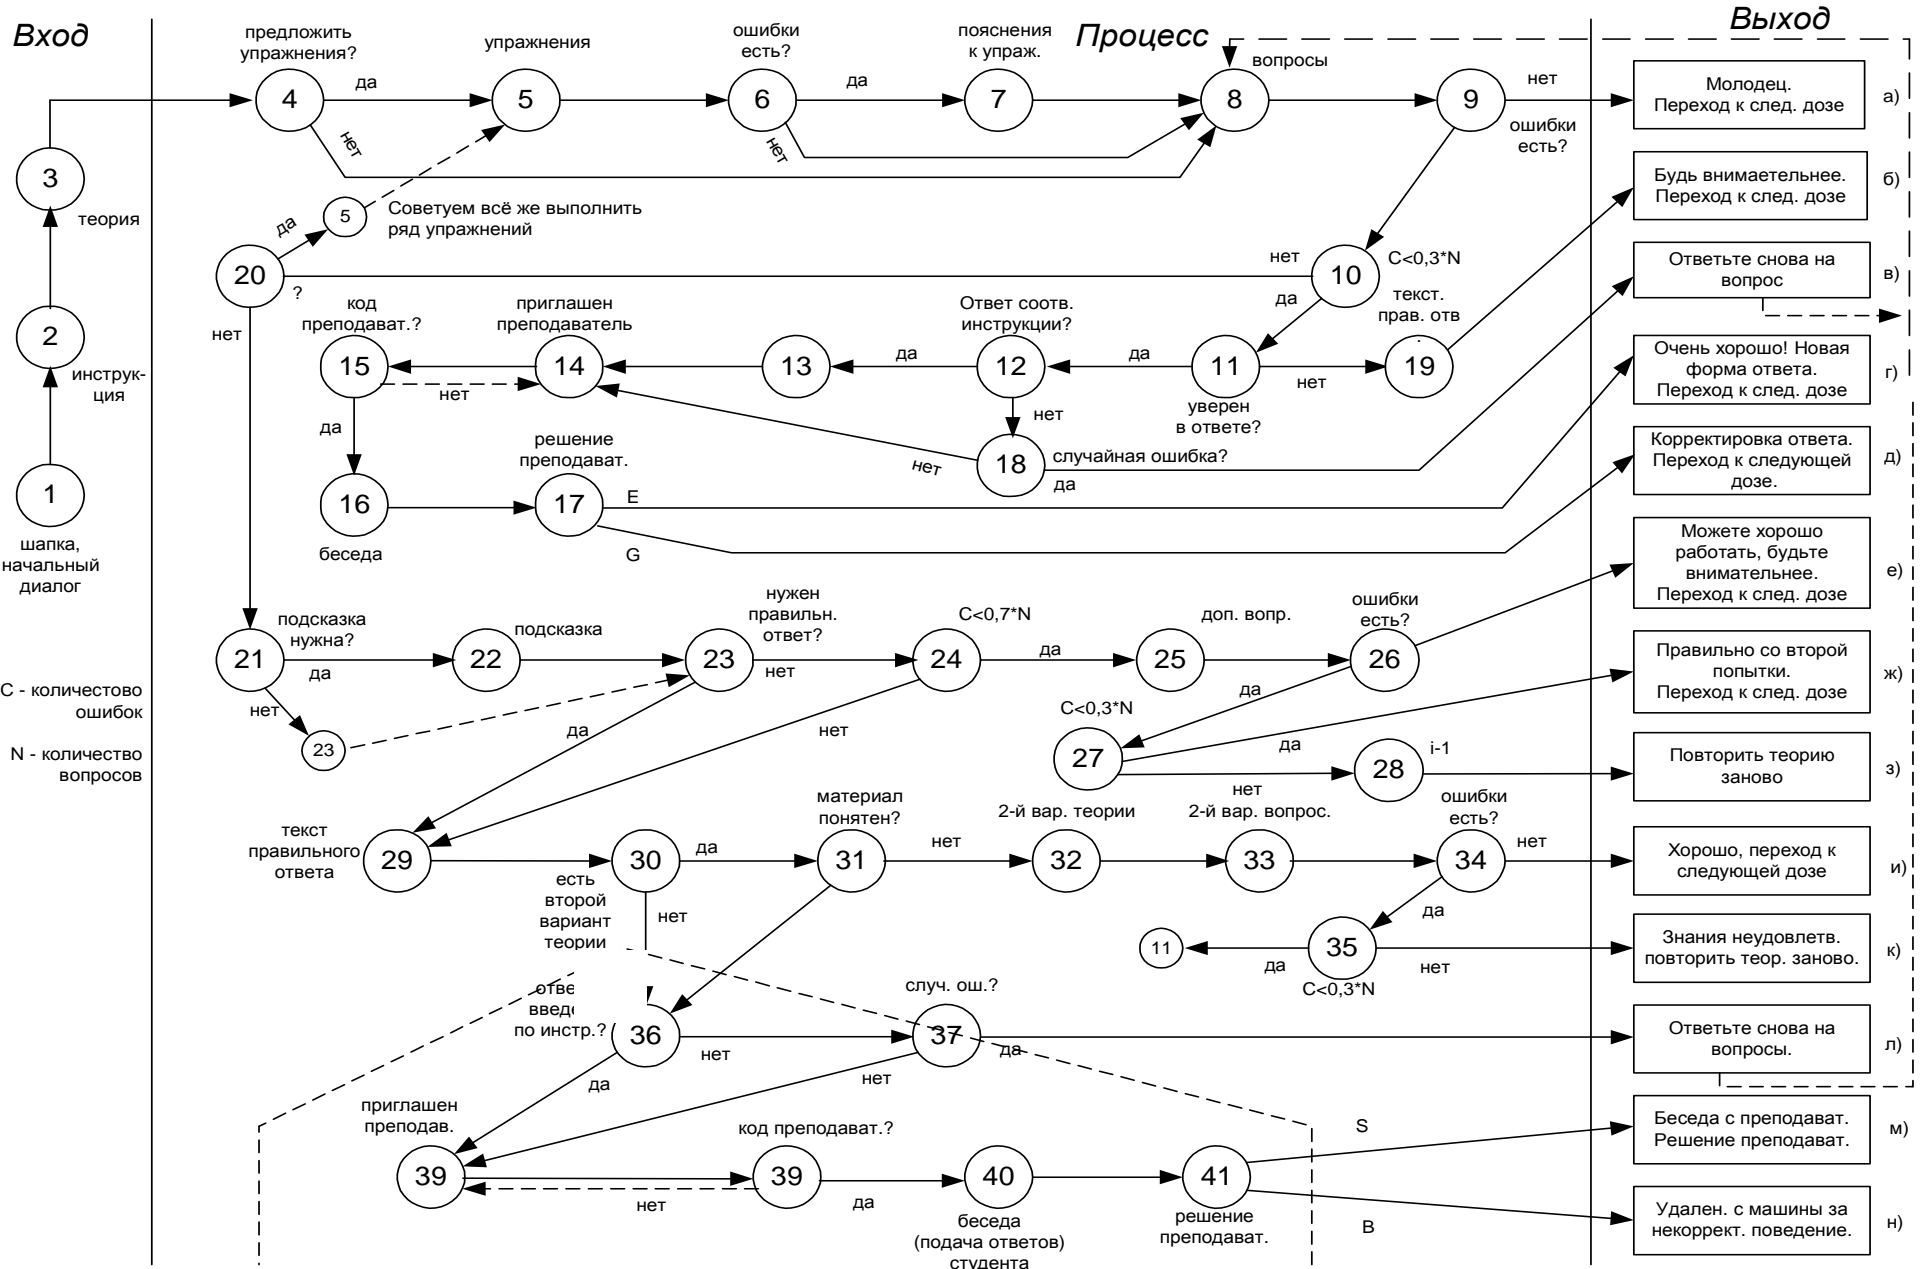 Вход
Процесс
Выход
предложить
упражнения?
4
да
нет
упражнения
5
ошибки
есть?
6
да
нет
пояснения
к упраж.
7
вопросы
8
9
нет
ошибки
есть?
Молодец.
Переход к след. дозе
а)
3
теория
2
инструк-
ция
1
шапка,
начальный
диалог
да
5
Советуем всё же выполнить
ряд упражнений
20
?
нет
нет
10
C<0,3*N
да
Будь внимаетельнее.
Переход к след. дозе
б)
Ответьте снова на
вопрос
в)
код
преподават.?
15
нет
да
приглашен
преподаватель
14
13
да
Ответ соотв.
инструкции?
12
нет
да
11
уверен
в ответе?
нет
текст.
прав. отв
19
Очень хорошо! Новая
форма ответа.
Переход к след. дозе
г)
18
случайная ошибка?
да
нет
16
беседа
решение
преподават.
17
E
G
Корректировка ответа.
Переход к следующей
дозе.
д)
Можете хорошо
работать, будьте
внимательнее.
Переход к след. дозе
е)
21
подсказка
нужна?
да
нет
23
22
подсказка
нужен
правильн.
ответ?
23
нет
да
C<0,7*N
24
да
нет
доп. вопр.
25
ошибки
есть?
26
да
C<0,3*N
27
да
нет
28
i-1
Правильно со второй
попытки.
Переход к след. дозе
ж)
Повторить теорию
заново
з)
C - количестово
ошибок
N - количество
вопросов
текст
правильного
ответа
29
30
да
есть
второй
вариант
теории
нет
материал
понятен?
31
нет
2-й вар. теории
32
2-й вар. вопрос.
33
ошибки
есть?
34
нет
да
Хорошо, переход к
следующей дозе
и)
11
да
35
C<0,3*N
нет
Знания неудовлетв.
повторить теор. заново.
к)
отве
введе
по инстр.?
36
нет
да
случ. ош.?
37
да
нет
Ответьте снова на
вопросы.
л)
приглашен
преподав.
39
нет
код преподават.?
39
да
40
беседа
(подача ответов)
студента
41
решение
преподават.
S
B
Беседа с преподават.
Решение преподават.
м)
Удален. с машины за
некоррект. поведение.
н)